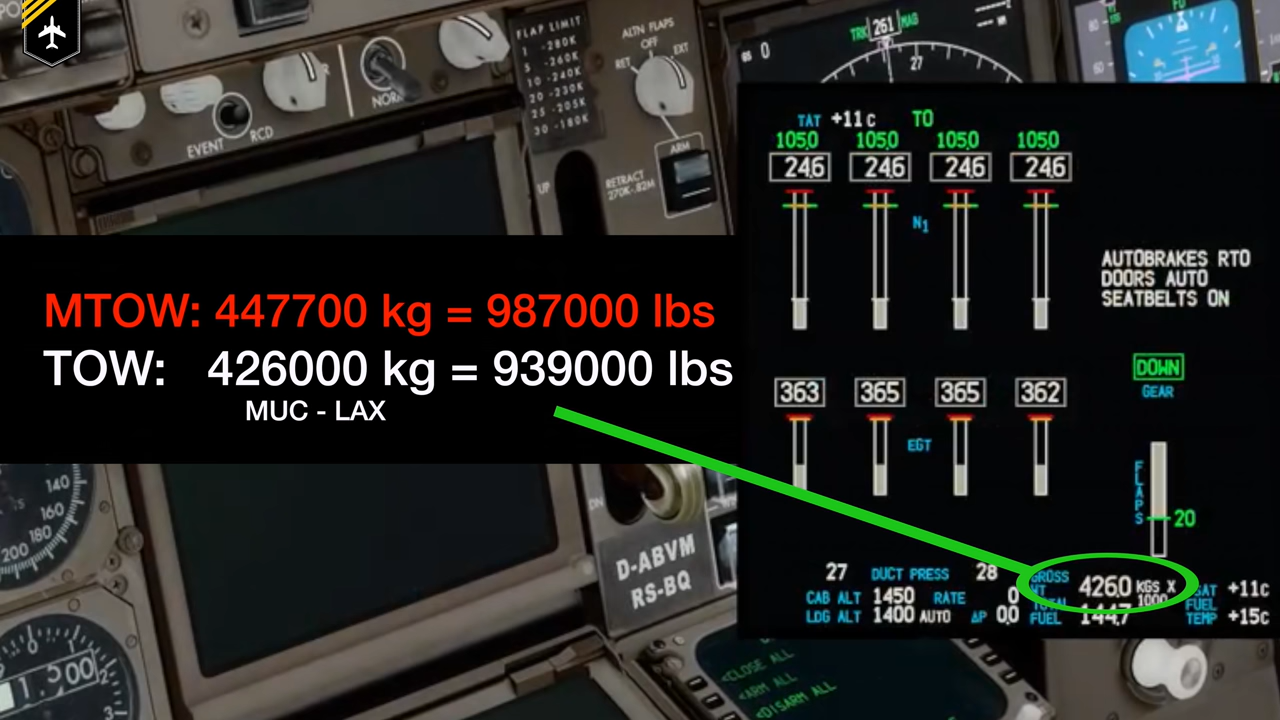 FLAP LIMIT
1 -280K
5 -260K
10 -240K
20 -230K
25 -205K
30 -180K
ALTN FLAPS
OFF
RET
EXT
ARM
RETRACT
270K-.82M
UP
DN
EVENT
RCD
NORM
TRK 261 MAG
GS 0
27
60
TAT +11c TO
105.0 105.0 105.0 105.0
24.6 24.6 24.6 24.6
N1
AUTOBRAKES RTO
DOORS AUTO
SEATBELTS ON
MTOW: 447700 kg = 987000 lbs
TOW: 426000 kg = 939000 lbs
MUC - LAX
DOWN
GEAR
363 365 365 362
EGT
FLAPS
20
27 DUCT PRESS 28
CAB ALT 1450 RATE 0
LDG ALT 1400 AUTO ΔP 0.0
GROSS
WT 426.0 KGS X
1000
TOTAL
FUEL 144.7
SAT +11c
FUEL
TEMP +15c
D-ABVM
RS-BQ
140
160
180
200
<CLOSE ALL
<ARM ALL
<DISARM ALL